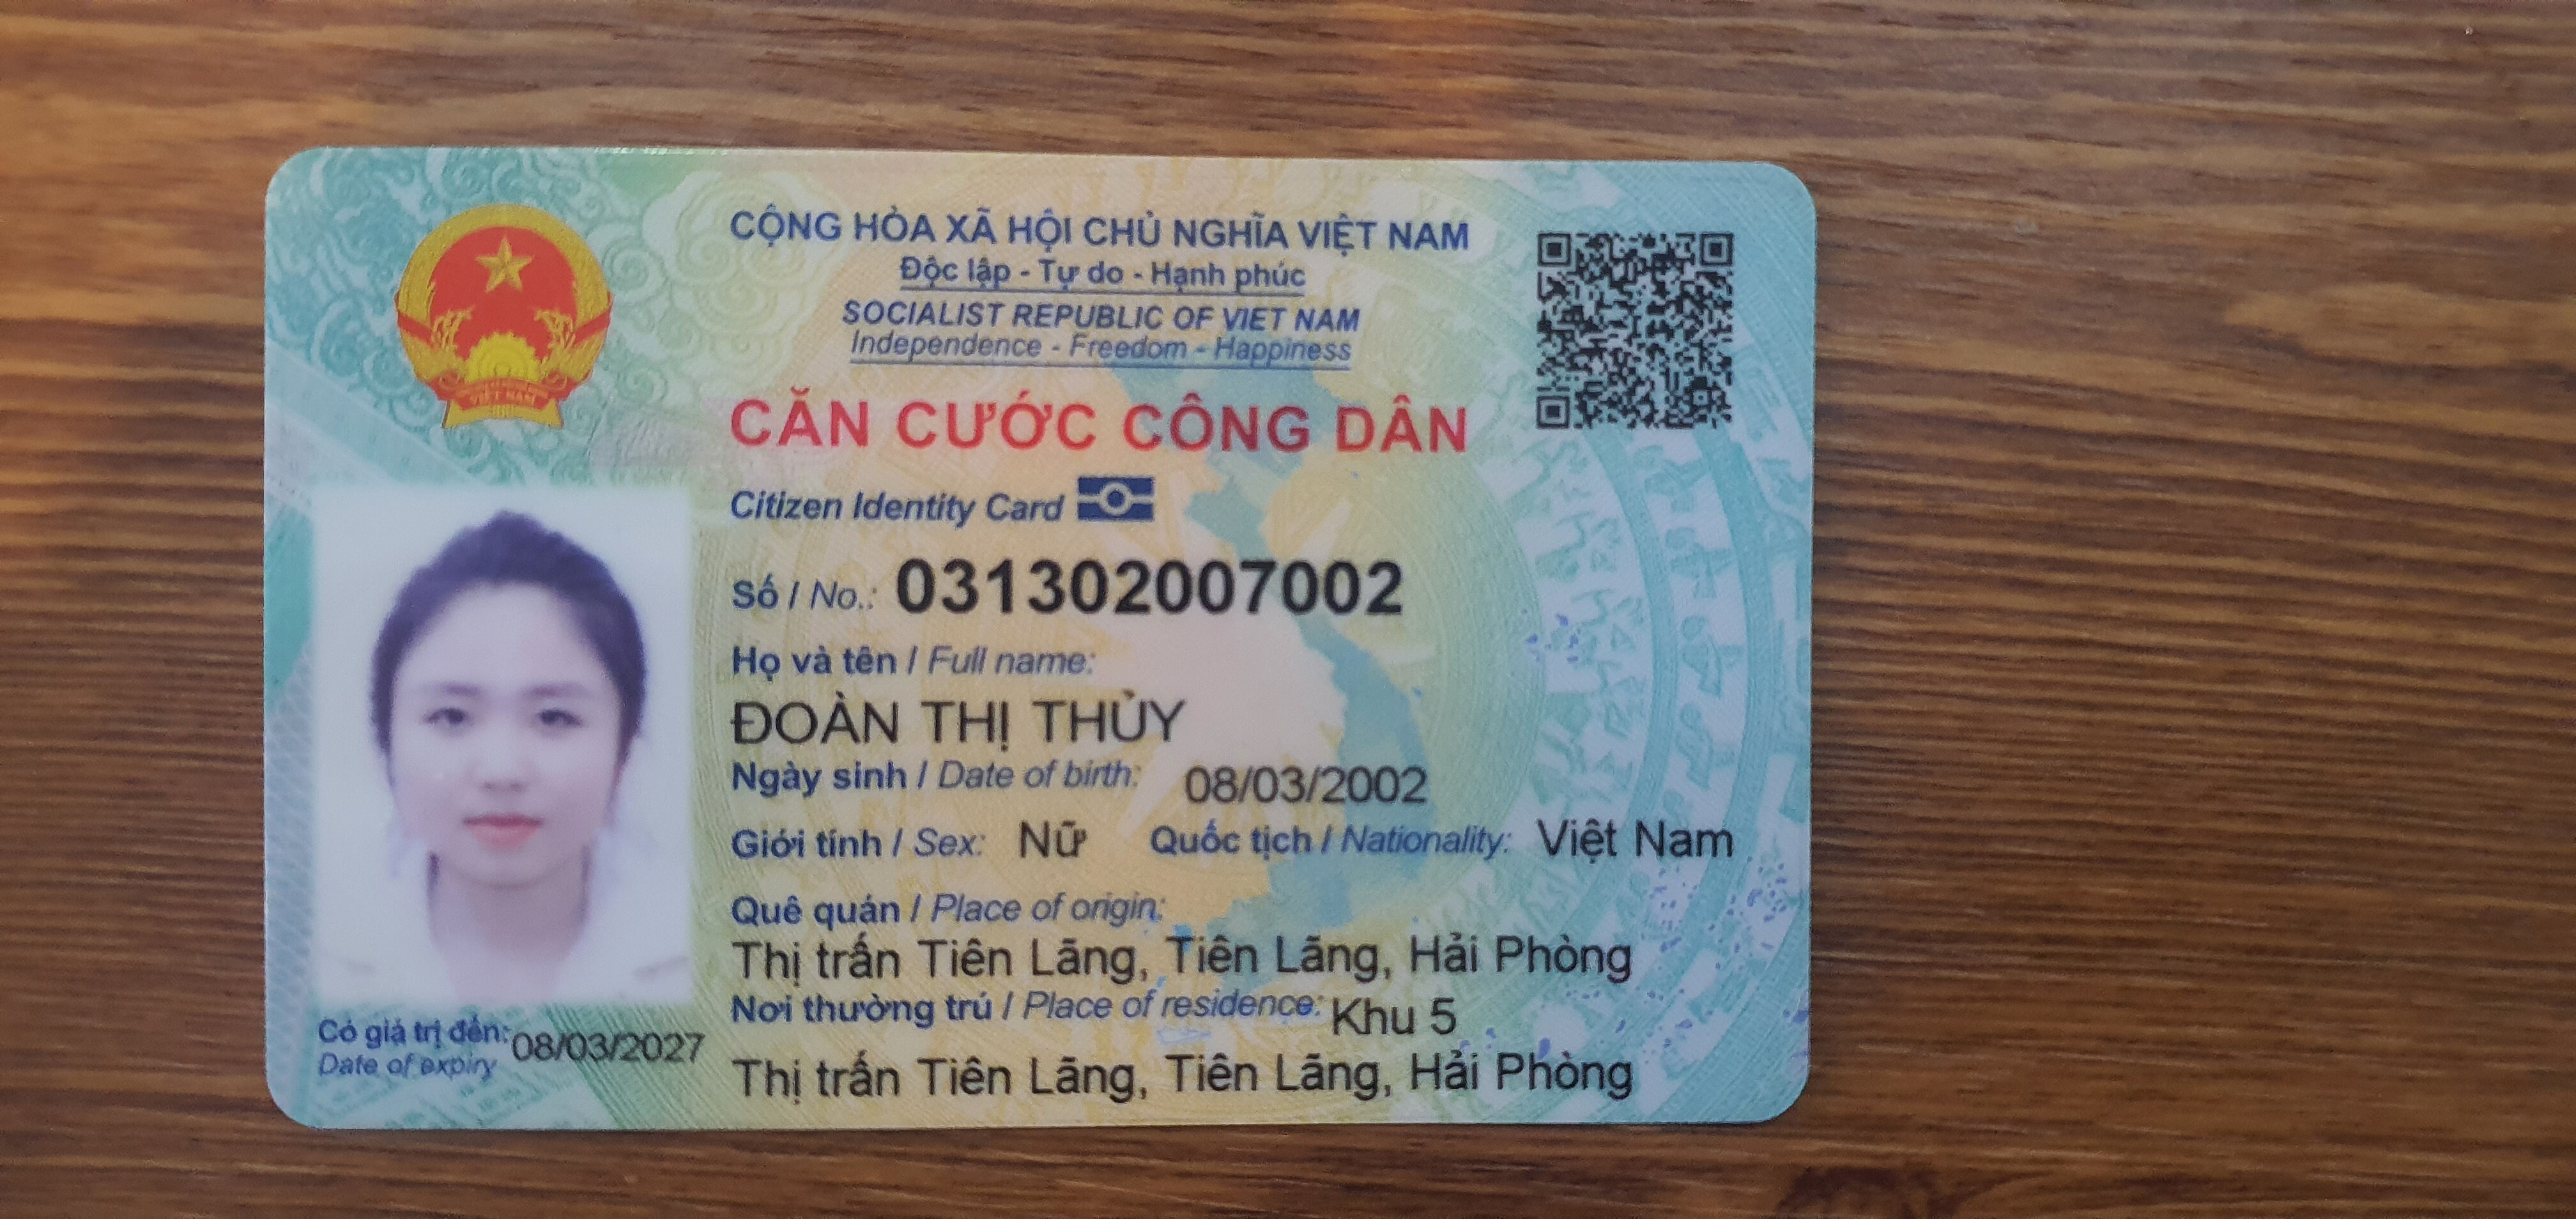 CỘNG HÒA XÃ HỘI CHỦ NGHĨA VIỆT NAM
Độc lập - Tự do - Hạnh phúc
SOCIALIST REPUBLIC OF VIET NAM
Independence - Freedom - Happiness
VIỆT NAM
CĂN CƯỚC CÔNG DÂN
Citizen Identity Card
Số / No.: 031302007002
Họ và tên / Full name:
ĐOÀN THỊ THỦY
Ngày sinh / Date of birth: 08/03/2002
Giới tính / Sex: Nữ Quốc tịch / Nationality: Việt Nam
Quê quán / Place of origin:
Thị trấn Tiên Lãng, Tiên Lãng, Hải Phòng
Nơi thường trú / Place of residence: Khu 5
Thị trấn Tiên Lãng, Tiên Lãng, Hải Phòng
Có giá trị đến: 08/03/2027
Date of expiry